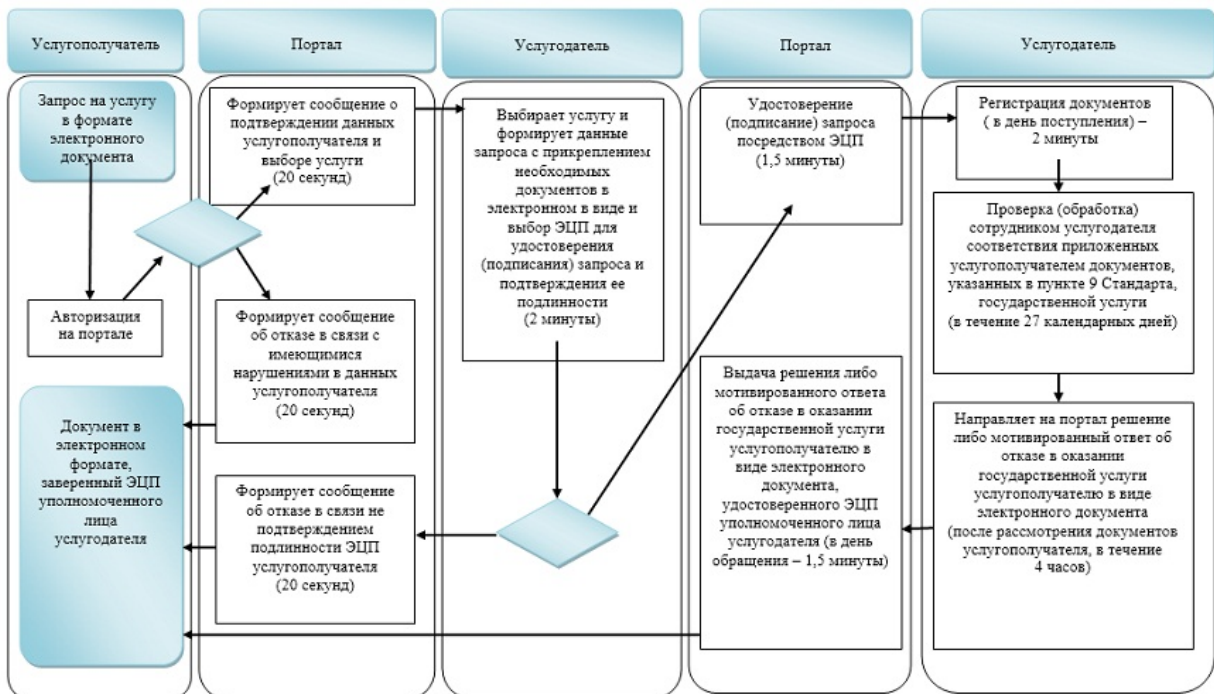 Услугополучатель
Портал
Услугодатель
Портал
Услугодатель
Запрос на услугу
в формате
электронного
документа
Авторизация
на портале
Документ в
электронном
формате,
заверенный ЭЦП
уполномоченного
лица
услугодателя
Формирует сообщение о
подтверждении данных
услугополучателя и
выборе услуги
(20 секунд)
Формирует сообщение
об отказе в связи с
имеющимися
нарушениями в данных
услугополучателя
(20 секунд)
Формирует сообщение
об отказе в связи не
подтверждением
подлинности ЭЦП
услугополучателя
(20 секунд)
Выбирает услугу и
формирует данные
запроса с прикреплением
необходимых
документов в
электронном в виде и
выбор ЭЦП для
удостоверения
(подписания) запроса и
подтверждения ее
подлинности
(2 минуты)
Удостоверение
(подписание) запроса
посредством ЭЦП
(1,5 минуты)
Выдача решения либо
мотивированного ответа
об отказе в оказании
государственной услуги
услугополучателю в
виде электронного
документа,
удостоверенного ЭЦП
уполномоченного лица
услугодателя (в день
обращения – 1,5 минуты)
Регистрация документов
( в день поступления) –
2 минуты
Проверка (обработка)
сотрудником услугодателя
соответствия приложенных
услугополучателем документов,
указанных в пункте 9 Стандарта,
государственной услуги
(в течение 27 календарных дней)
Направляет на портал решение
либо мотивированный ответ об
отказе в оказании
государственной услуги
услугополучателю в виде
электронного документа
(после рассмотрения документов
услугополучателя, в течение
4 часов)